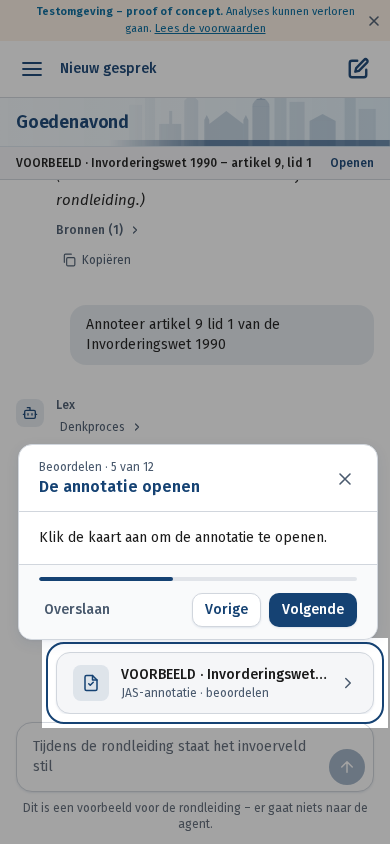 Testomgeving – proof of concept. Analyses kunnen verloren
gaan. Lees de voorwaarden
Nieuw gesprek
Goedenavond
VOORBEELD · Invorderingswet 1990 – artikel 9, lid 1 Openen
rondleiding.)
Bronnen (1)
Kopiëren
Annoteer artikel 9 lid 1 van de
Invorderingswet 1990
Lex
Denkproces
Beoordelen · 5 van 12
De annotatie openen
Klik de kaart aan om de annotatie te openen.
Overslaan Vorige Volgende
VOORBEELD · Invorderingswet...
JAS-annotatie · beoordelen
Tijdens de rondleiding staat het invoerveld
stil
Dit is een voorbeeld voor de rondleiding – er gaat niets naar de
agent.